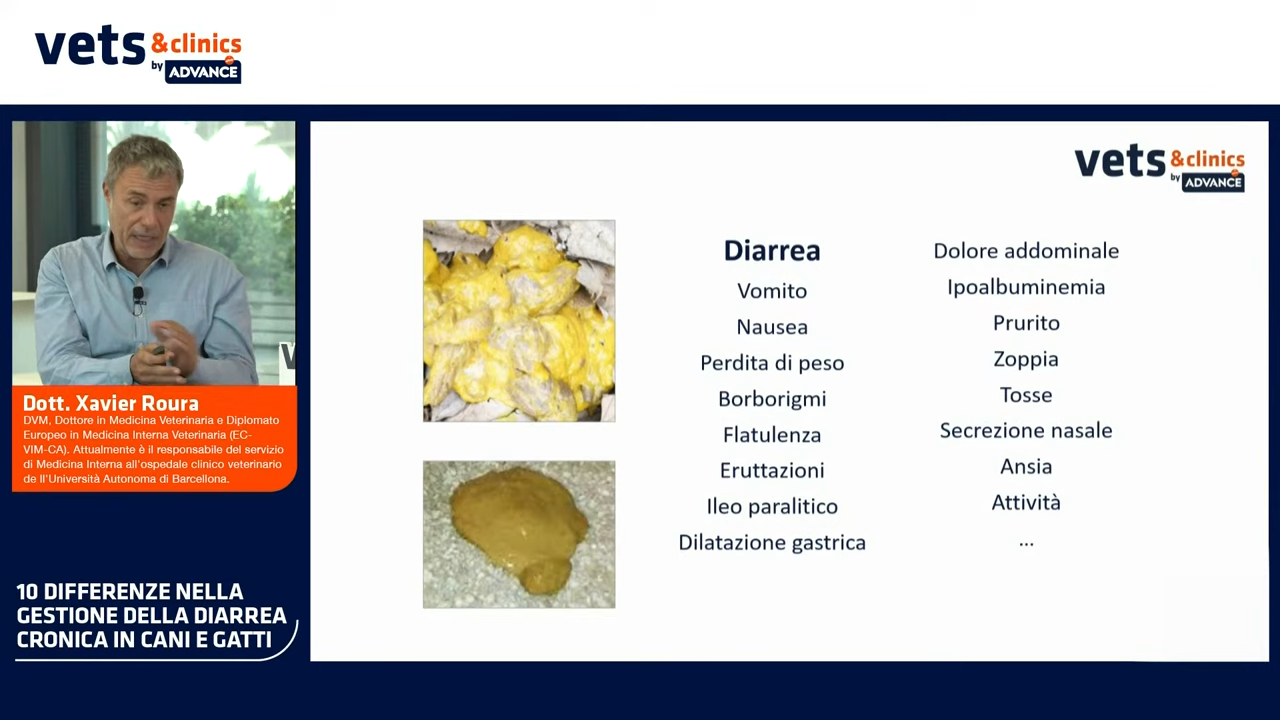 vets &clinics
by ADVANCE
vets &clinics
by ADVANCE
Dott. Xavier Roura
DVM, Dottore in Medicina Veterinaria e Diplomato
Europeo in Medicina Interna Veterinaria (EC-
VIM-CA). Attualmente è il responsabile del servizio
di Medicina Interna all'ospedale clinico veterinario
de ll'Università Autonoma di Barcellona.
10 DIFFERENZE NELLA
GESTIONE DELLA DIARREA
CRONICA IN CANI E GATTI
Diarrea
Vomito
Nausea
Perdita di peso
Borborigmi
Flatulenza
Eruttazioni
Ileo paralitico
Dilatazione gastrica
Dolore addominale
Ipoalbuminemia
Prurito
Zoppia
Tosse
Secrezione nasale
Ansia
Attività
...